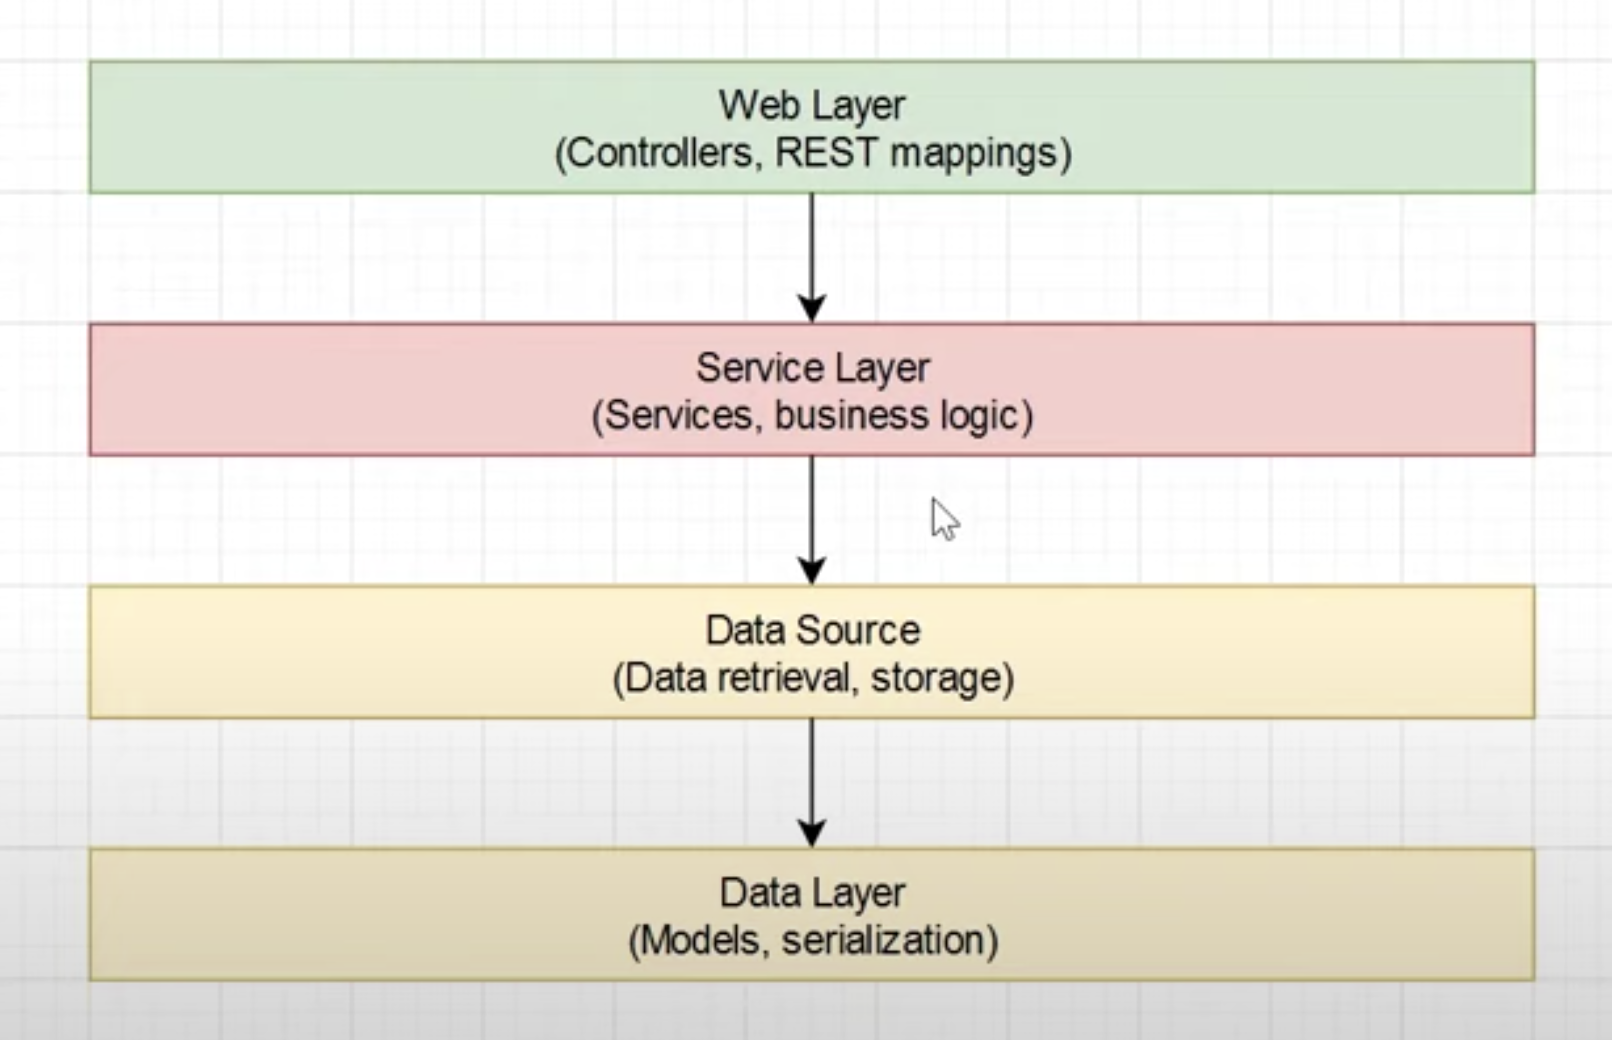 Web Layer
(Controllers, REST mappings)
Service Layer
(Services, business logic)
Data Source
(Data retrieval, storage)
Data Layer
(Models, serialization)